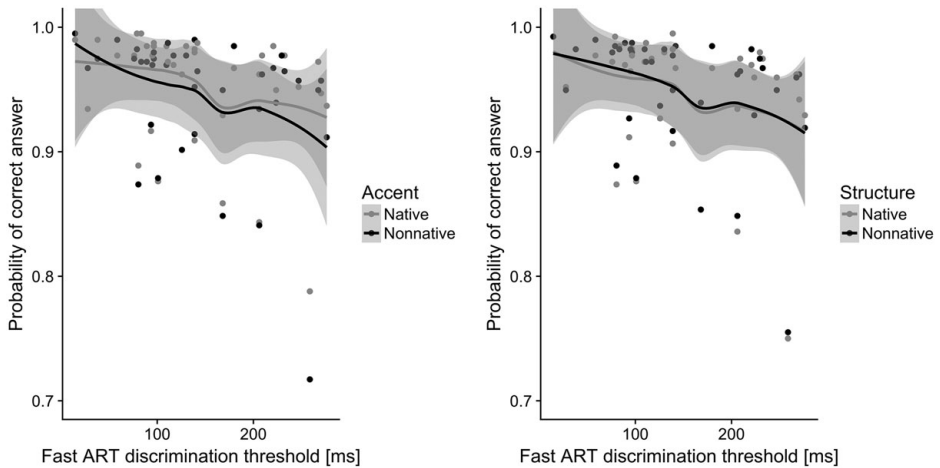 1.0
0.9
0.8
0.7
Probability of correct answer
100
200
Fast ART discrimination threshold [ms]
Accent
Native
Nonnative
1.0
0.9
0.8
0.7
Probability of correct answer
100
200
Fast ART discrimination threshold [ms]
Structure
Native
Nonnative